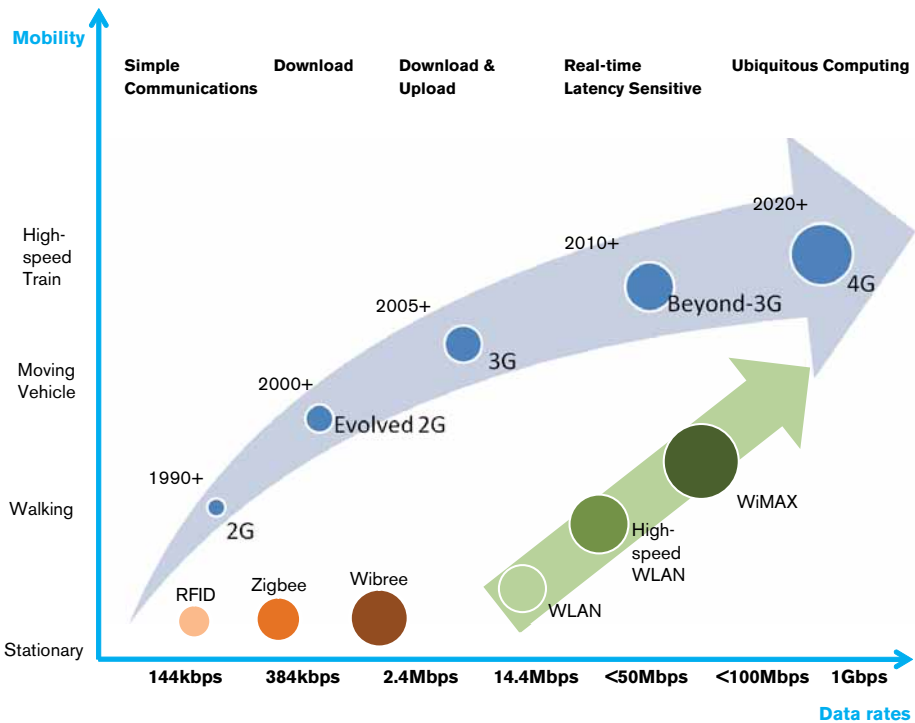 Mobility
Simple
Communications
Download
Download &
Upload
Real-time
Latency Sensitive
Ubiquitous Computing
High-
speed
Train
Moving
Vehicle
Walking
Stationary
2020+
4G
2010+
Beyond-3G
2005+
3G
2000+
Evolved 2G
1990+
2G
WiMAX
High-
speed
WLAN
WLAN
RFID
Zigbee
Wibree
144kbps 384kbps 2.4Mbps 14.4Mbps <50Mbps <100Mbps 1Gbps
Data rates